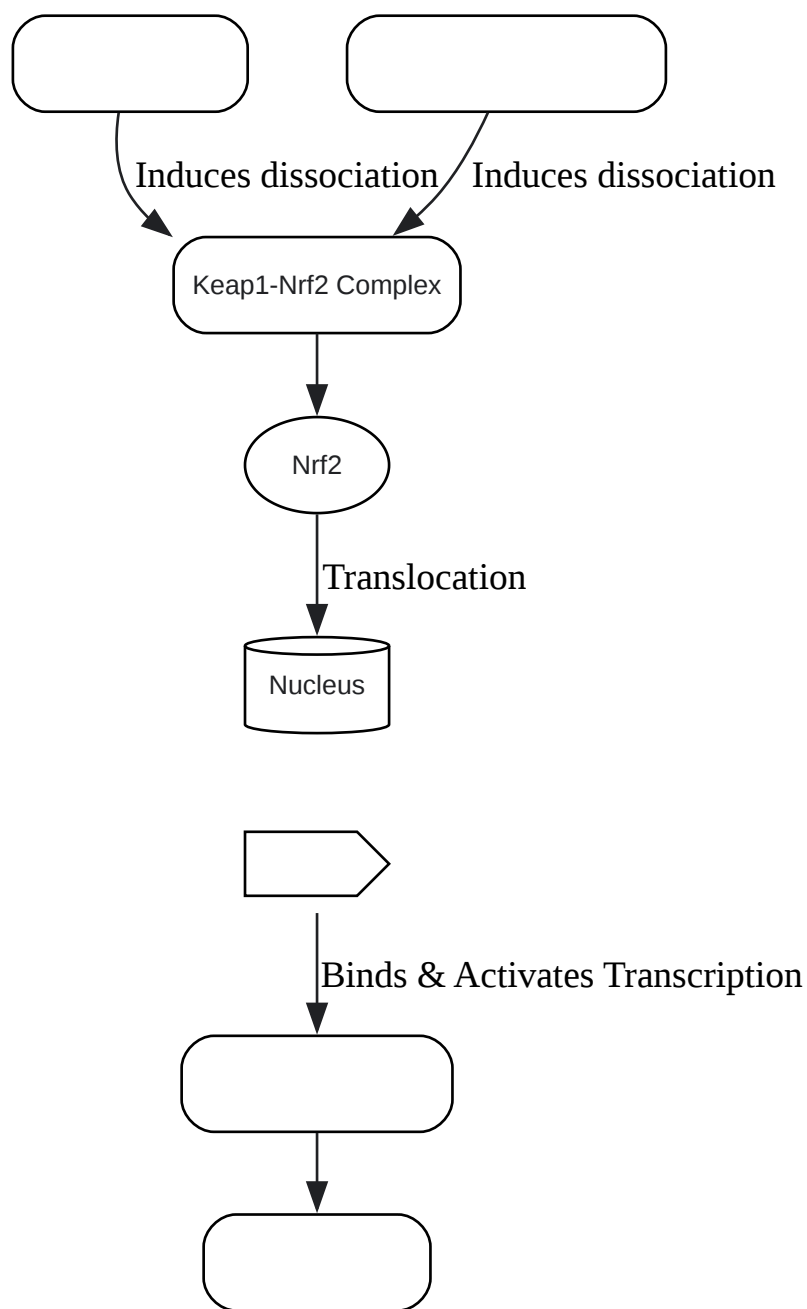 Induces dissociation
Induces dissociation
Keap1-Nrf2 Complex
Nrf2
Translocation
Nucleus
Binds & Activates Transcription